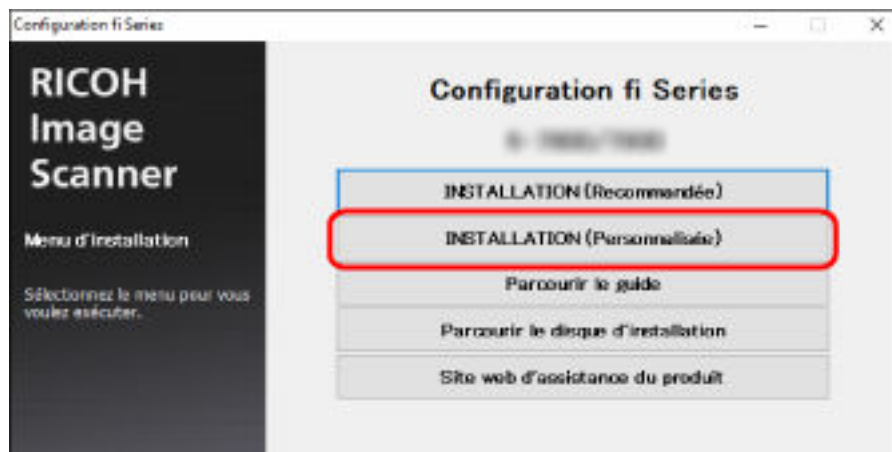 Configuration fi Series
RICOH
Image
Scanner
Menu d'installation
Sélectionnez le menu pour vous
voulez exécuter.
Configuration fi Series
INSTALLATION (Recommandée)
INSTALLATION (Personnalisée)
Parcourir le guide
Parcourir le disque d'installation
Site web d'assistance du produit